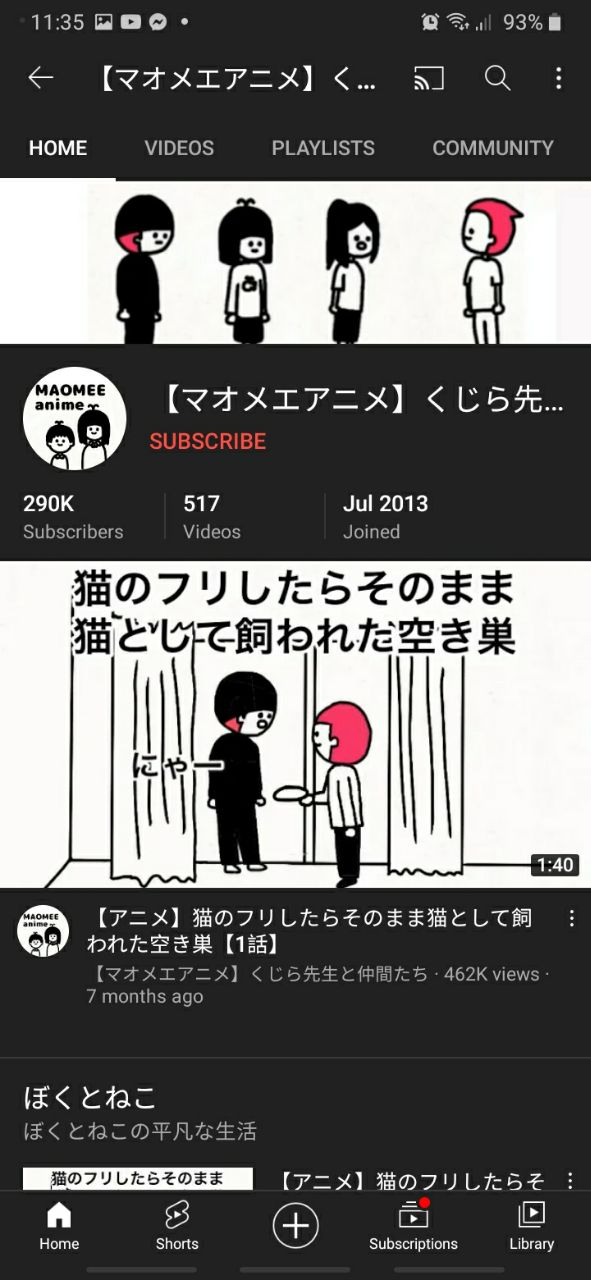 11:35
93%
【マオメエアニメ】く...
HOME VIDEOS PLAYLISTS COMMUNITY
MAOMEE
anime
【マオメエアニメ】くじら先...
SUBSCRIBE
290K 517 Jul 2013
Subscribers Videos Joined
猫のフリしたらそのまま
猫として飼われた空き巣
にゃー
1:40
MAOMEE
anime
【アニメ】猫のフリしたらそのまま猫として飼
われた空き巣【1話】
【マオメエアニメ】くじら先生と仲間たち · 462K views ·
7 months ago
ぼくとねこ
ぼくとねこの平凡な生活
猫のフリしたらそのまま
【アニメ】猫のフリしたらそ
Home Shorts Subscriptions Library